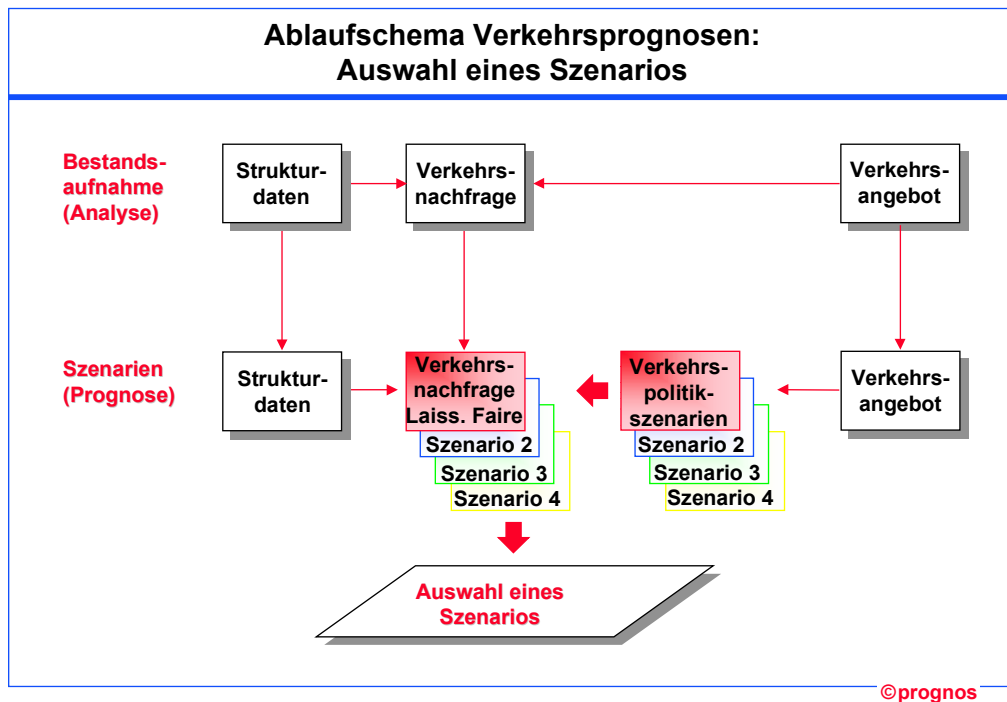 Ablaufschema Verkehrsprognosen:
Auswahl eines Szenarios
Bestands-
aufnahme
(Analyse)
Struktur-
daten
Verkehrs-
nachfrage
Verkehrs-
angebot
Szenarien
(Prognose)
Struktur-
daten
Verkehrs-
nachfrage
Laiss. Faire
Szenario 2
Szenario 3
Szenario 4
Verkehrs-
politik-
szenarien
Szenario 2
Szenario 3
Szenario 4
Verkehrs-
angebot
Auswahl eines
Szenarios
©prognos